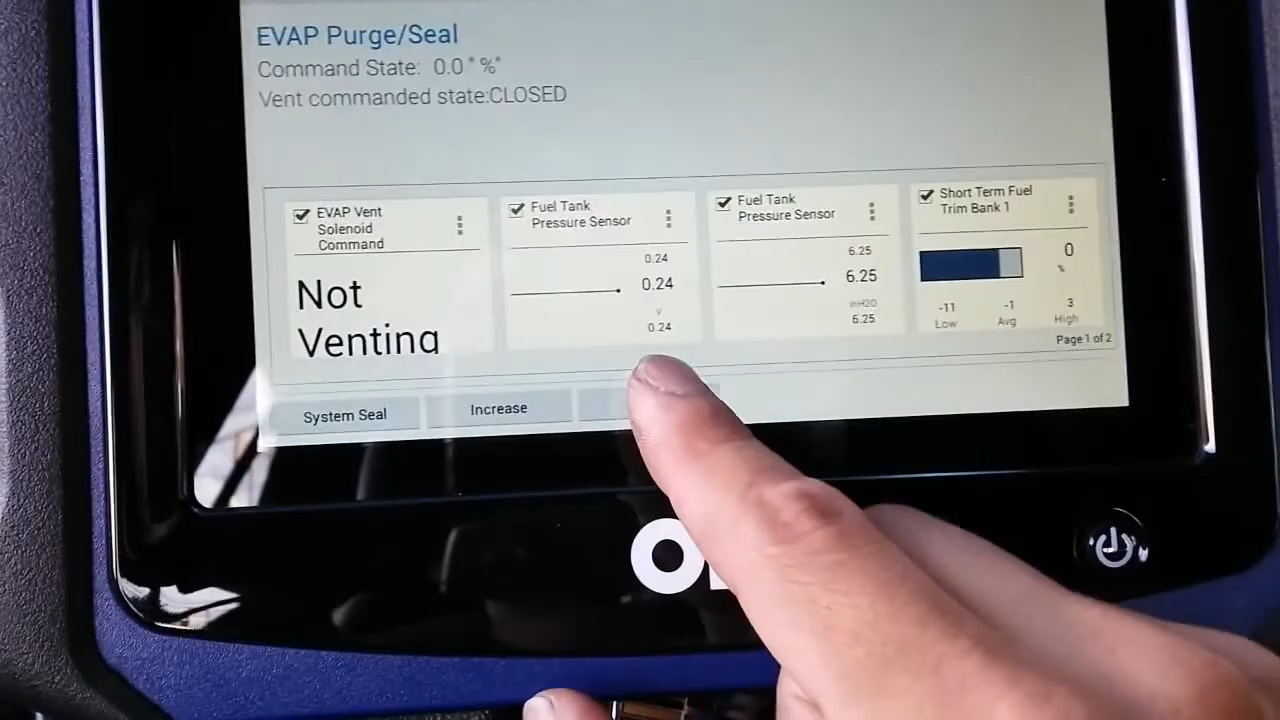 EVAP Purge/Seal
Command State: 0.0 " %"
Vent commanded state:CLOSED
EVAP Vent
Solenoid
Command
Not
Venting
Fuel Tank
Pressure Sensor
0.24
0.24
V
0.24
Fuel Tank
Pressure Sensor
6.25
6.25
mH2O
6.25
Short Term Fuel
Trim Bank 1
0
%
-11
-1
3
Low
Avg
High
Page 1 of 2
System Seal
Increase